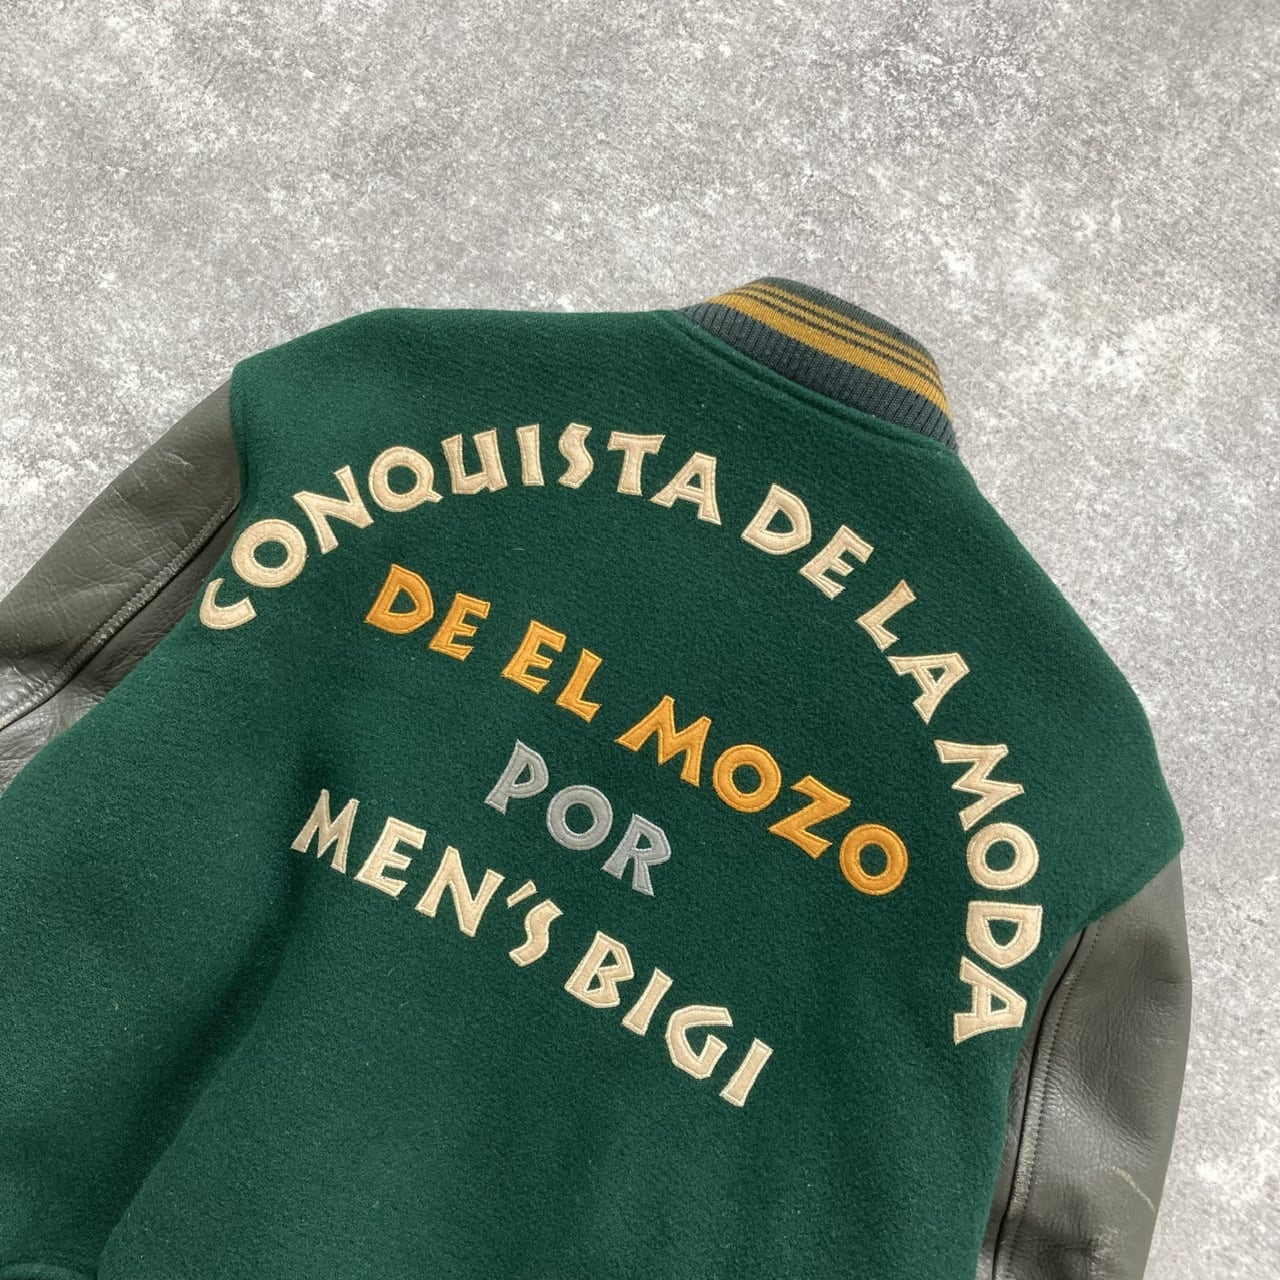 CONQUISTA DE LA MODA
DE EL MOZO
POR
MEN'S BIGI